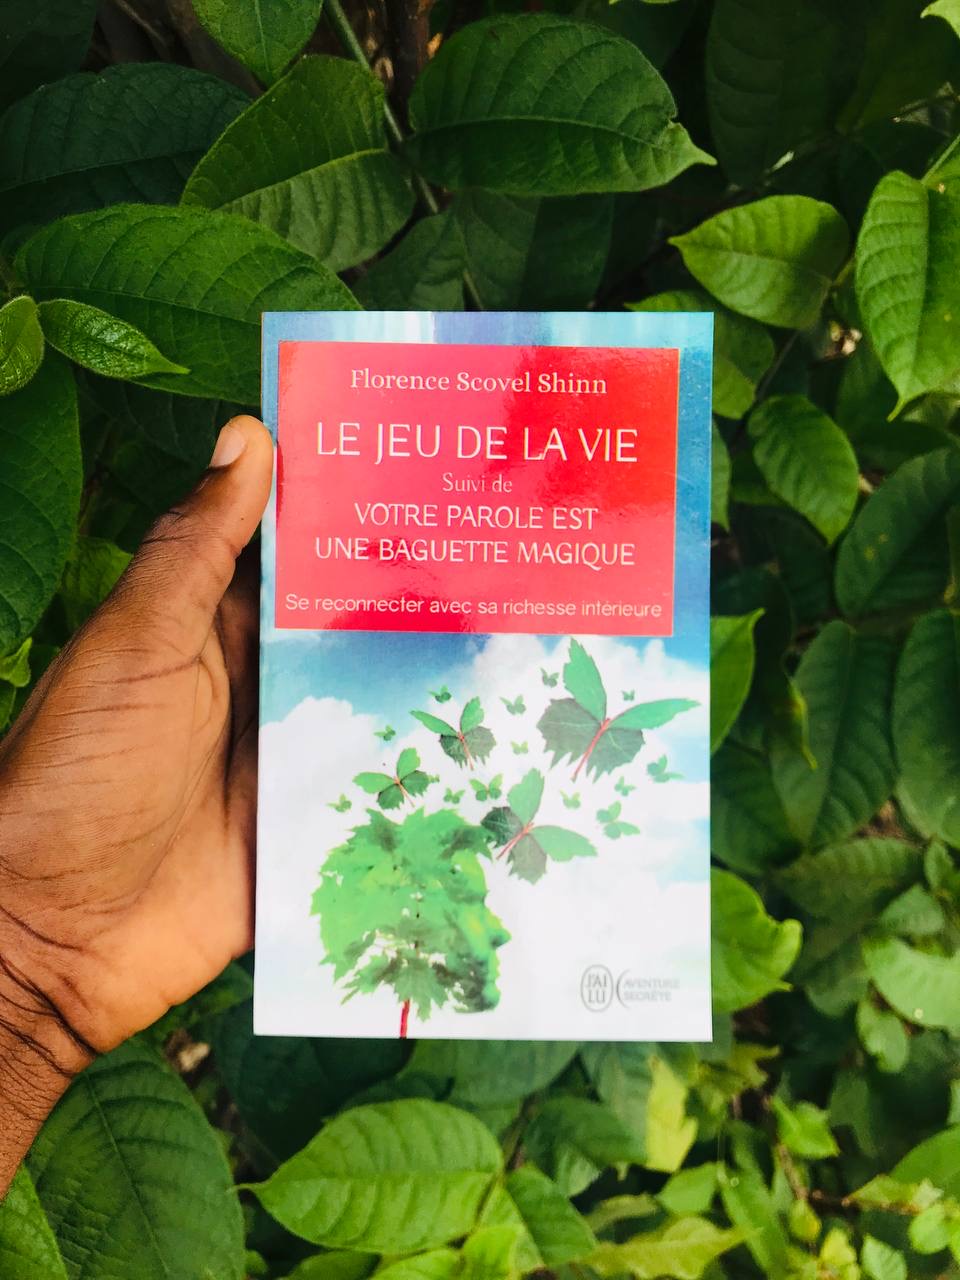 Florence Scovel Shinn
LE JEU DE LA VIE
Suivi de
VOTRE PAROLE EST
UNE BAGUETTE MAGIQUE
Se reconnecter avec sa richesse intérieure
J'AI
LU
AVENTURE
SECRÈTE